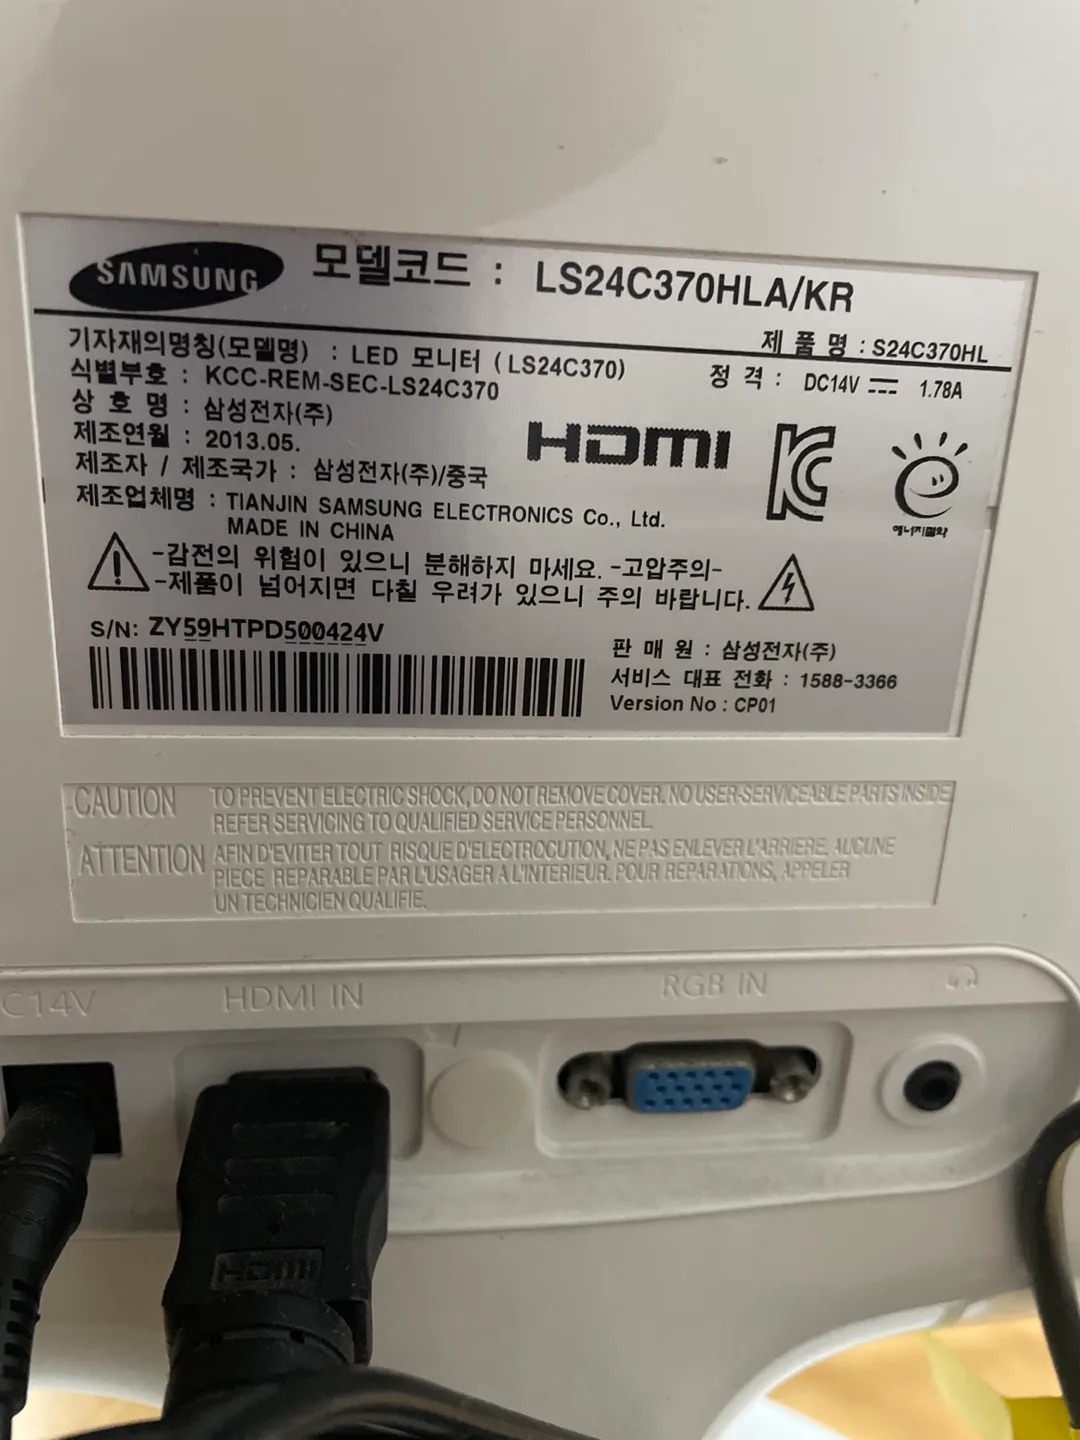 SAMSUNG 모델코드 : LS24C370HLA/KR
제 품 명 : S24C370HL
기자재의명칭(모델명) : LED 모니터 (LS24C370)
정 격 : DC14V 1.78A
식별부호 : KCC-REM-SEC-LS24C370
상 호 명 : 삼성전자(주)
제조연월 : 2013.05.
제조자 / 제조국가 : 삼성전자(주)/중국
제조업체명 : TIANJIN SAMSUNG ELECTRONICS Co., Ltd.
MADE IN CHINA
HDMI
KC
에너지절약
-감전의 위험이 있으니 분해하지 마세요. -고압주의-
-제품이 넘어지면 다칠 우려가 있으니 주의 바랍니다.
S/N: ZY59HTPD500424V
판 매 원 : 삼성전자(주)
서비스 대표 전화 : 1588-3366
Version No : CP01
CAUTION TO PREVENT ELECTRIC SHOCK, DO NOT REMOVE COVER. NO USER-SERVICEABLE PARTS INSIDE.
REFER SERVICING TO QUALIFIED SERVICE PERSONNEL.
ATTENTION AFIN D'EVITER TOUT RISQUE D'ELECTROCUTION, NE PAS ENLEVER L'ARRIERE. AUCUNE
PIECE REPARABLE PAR L'USAGER A L'INTERIEUR. POUR REPARATIONS, APPELER
UN TECHNICIEN QUALIFIE.
C14V HDMI IN RGB IN
HDMI